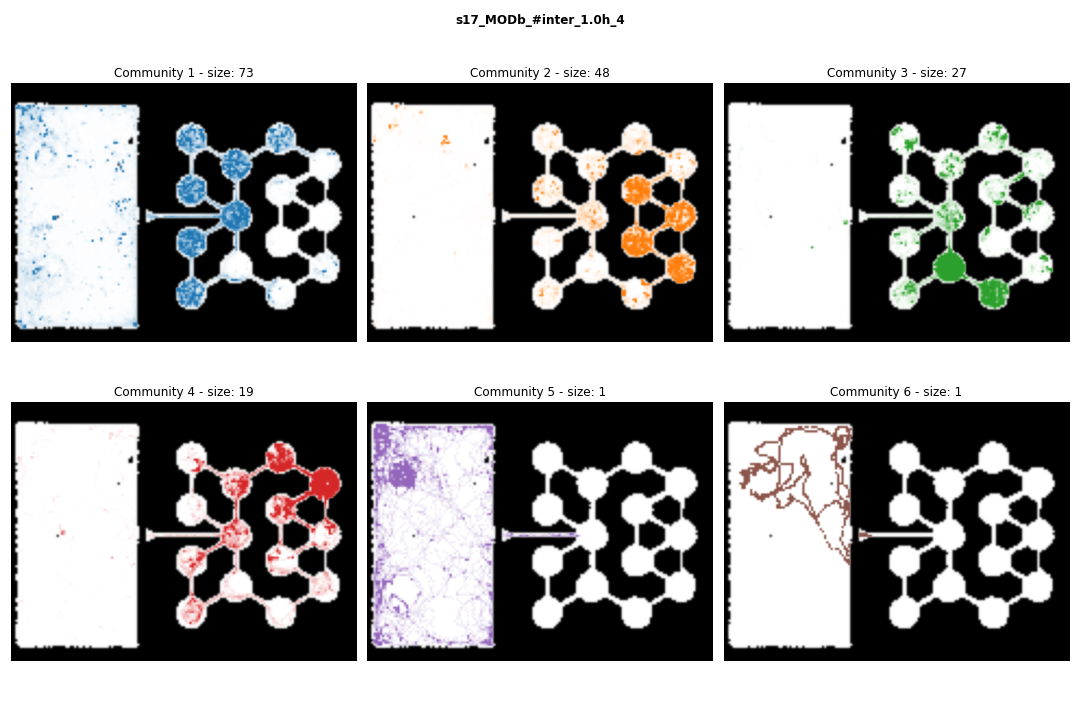 s17_MODb_#inter_1.0h_4
Community 1 - size: 73
Community 2 - size: 48
Community 3 - size: 27
Community 4 - size: 19
Community 5 - size: 1
Community 6 - size: 1